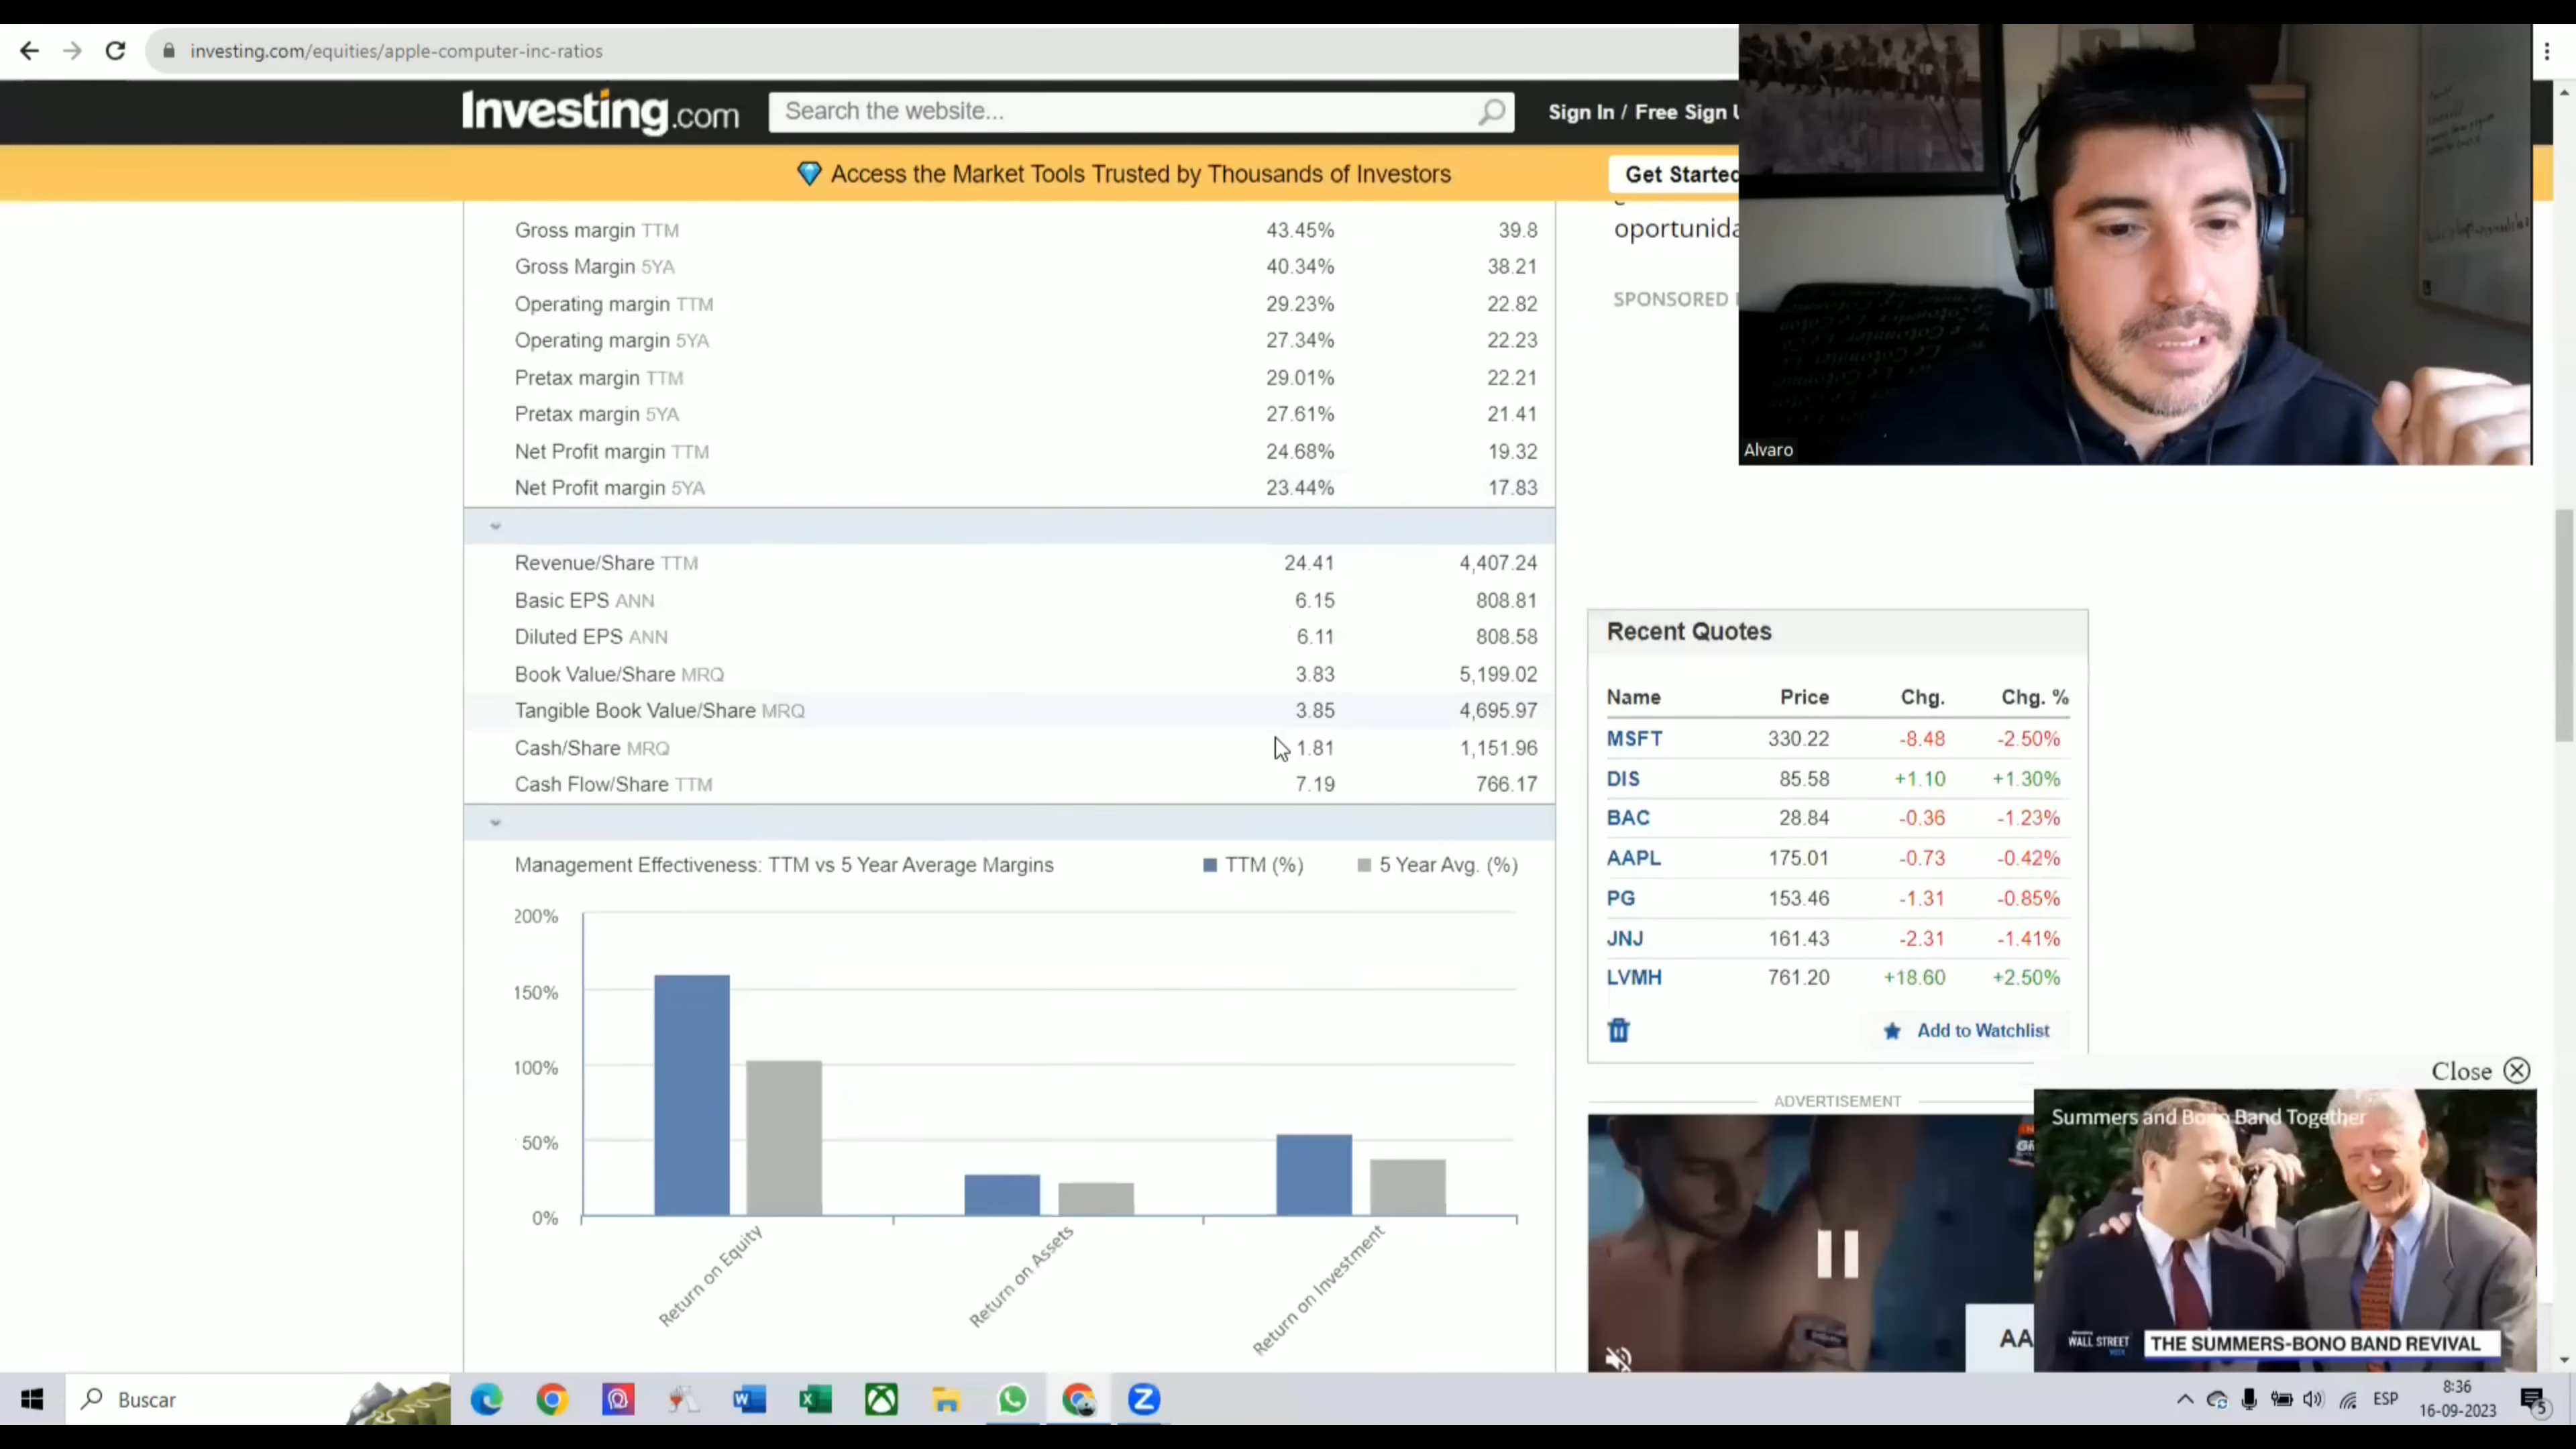 investing.com/equities/apple-computer-inc-ratios
Investing.com
Search the website...
Sign In / Free Sign
Access the Market Tools Trusted by Thousands of Investors
Get Started
Gross margin TTM 43.45% 39.8
Gross Margin 5YA 40.34% 38.21
Operating margin TTM 29.23% 22.82
Operating margin 5YA 27.34% 22.23
Pretax margin TTM 29.01% 22.21
Pretax margin 5YA 27.61% 21.41
Net Profit margin TTM 24.68% 19.32
Net Profit margin 5YA 23.44% 17.83
Revenue/Share TTM 24.41 4,407.24
Basic EPS ANN 6.15 808.81
Diluted EPS ANN 6.11 808.58
Book Value/Share MRQ 3.83 5,199.02
Tangible Book Value/Share MRQ 3.85 4,695.97
Cash/Share MRQ 1.81 1,151.96
Cash Flow/Share TTM 7.19 766.17
Management Effectiveness: TTM vs 5 Year Average Margins TTM (%) 5 Year Avg. (%)
200%
150%
100%
50%
0%
Return on Equity
Return on Assets
Return on Investment
oportunida
SPONSORED
Alvaro
Recent Quotes
Name Price Chg. Chg. %
MSFT 330.22 -8.48 -2.50%
DIS 85.58 +1.10 +1.30%
BAC 28.84 -0.36 -1.23%
AAPL 175.01 -0.73 -0.42%
PG 153.46 -1.31 -0.85%
JNJ 161.43 -2.31 -1.41%
LVMH 761.20 +18.60 +2.50%
Add to Watchlist
Close
ADVERTISEMENT
Summers and Bono Band Together
AA
WALL STREET
WEEK
THE SUMMERS-BONO BAND REVIVAL
Buscar
ESP
8:36
16-09-2023
5